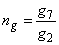 n_g = g_7 / g_2